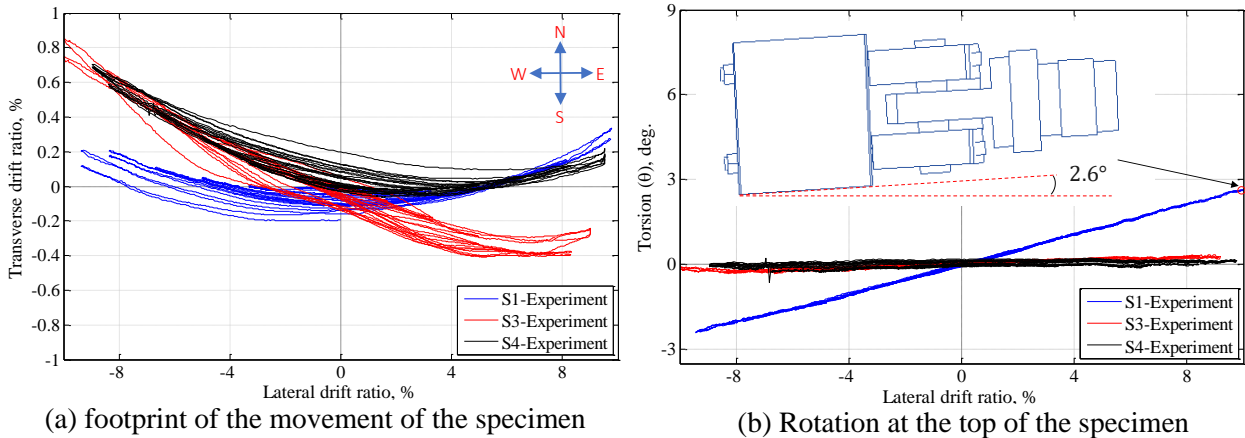 1
0.8
0.6
0.4
0.2
0
-0.2
-0.4
-0.6
-0.8
-1
Transverse drift ratio, %
N
W
E
S
S1-Experiment
S3-Experiment
S4-Experiment
-8
-4
0
4
8
Lateral drift ratio, %
(a) footprint of the movement of the specimen
9
6
3
0
-3
Torsion (θ), deg.
2.6°
S1-Experiment
S3-Experiment
S4-Experiment
-8
-4
0
4
8
Lateral drift ratio, %
(b) Rotation at the top of the specimen